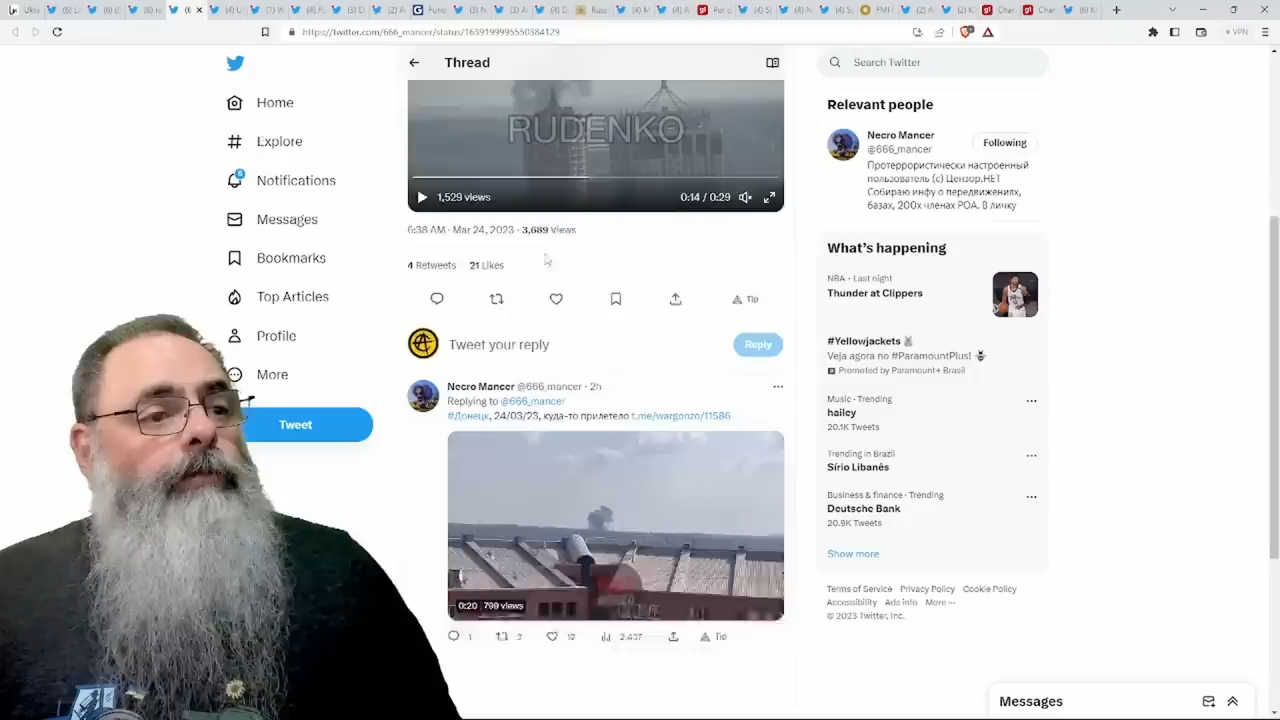 https://twitter.com/666_mancer/status/1639199995550384129
VPN
Home
Explore
6
Notifications
Messages
Bookmarks
Top Articles
Profile
More
Tweet
Thread
RUDENKO
1,529 views
0:14 / 0:29
6:38 AM · Mar 24, 2023 · 3,689 Views
4 Retweets 21 Likes
Tip
Tweet your reply
Reply
Necro Mancer @666_mancer · 2h
Replying to @666_mancer
#Донецк, 24/03/23, куда-то прилетело t.me/wargonzo/11586
0:20 799 views
1 3 12 2,437 Tip
Search Twitter
Relevant people
Necro Mancer
@666_mancer
Following
Протеррористически настроенный
пользователь (с) Цензор.НЕТ
Собираю инфу о передвижениях,
базах, 200х членах РОА. В личку
What's happening
NBA · Last night
Thunder at Clippers
#Yellowjackets
Veja agora no #ParamountPlus!
Promoted by Paramount+ Brasil
Music · Trending
hailey
20.1K Tweets
Trending in Brazil
Sírio Libanês
Business & finance · Trending
Deutsche Bank
20.9K Tweets
Show more
Terms of Service Privacy Policy Cookie Policy
Accessibility Ads info More ···
© 2023 Twitter, Inc.
Messages